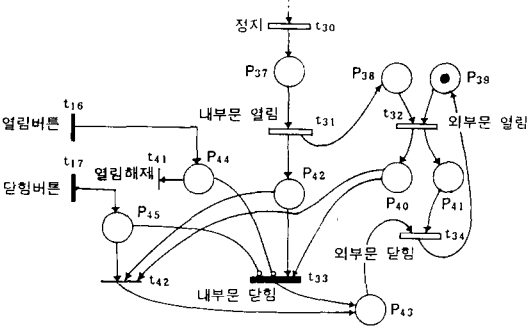 정지 t30
P37 P38 P39
t16 내부문 열림 t31 t32 외부문 열림
열림버튼
t17 열림해제 t41 P44 P42
닫힘버튼 P40 P41
P45 t34
외부문 닫힘
t42 내부문 닫힘 t33
P43